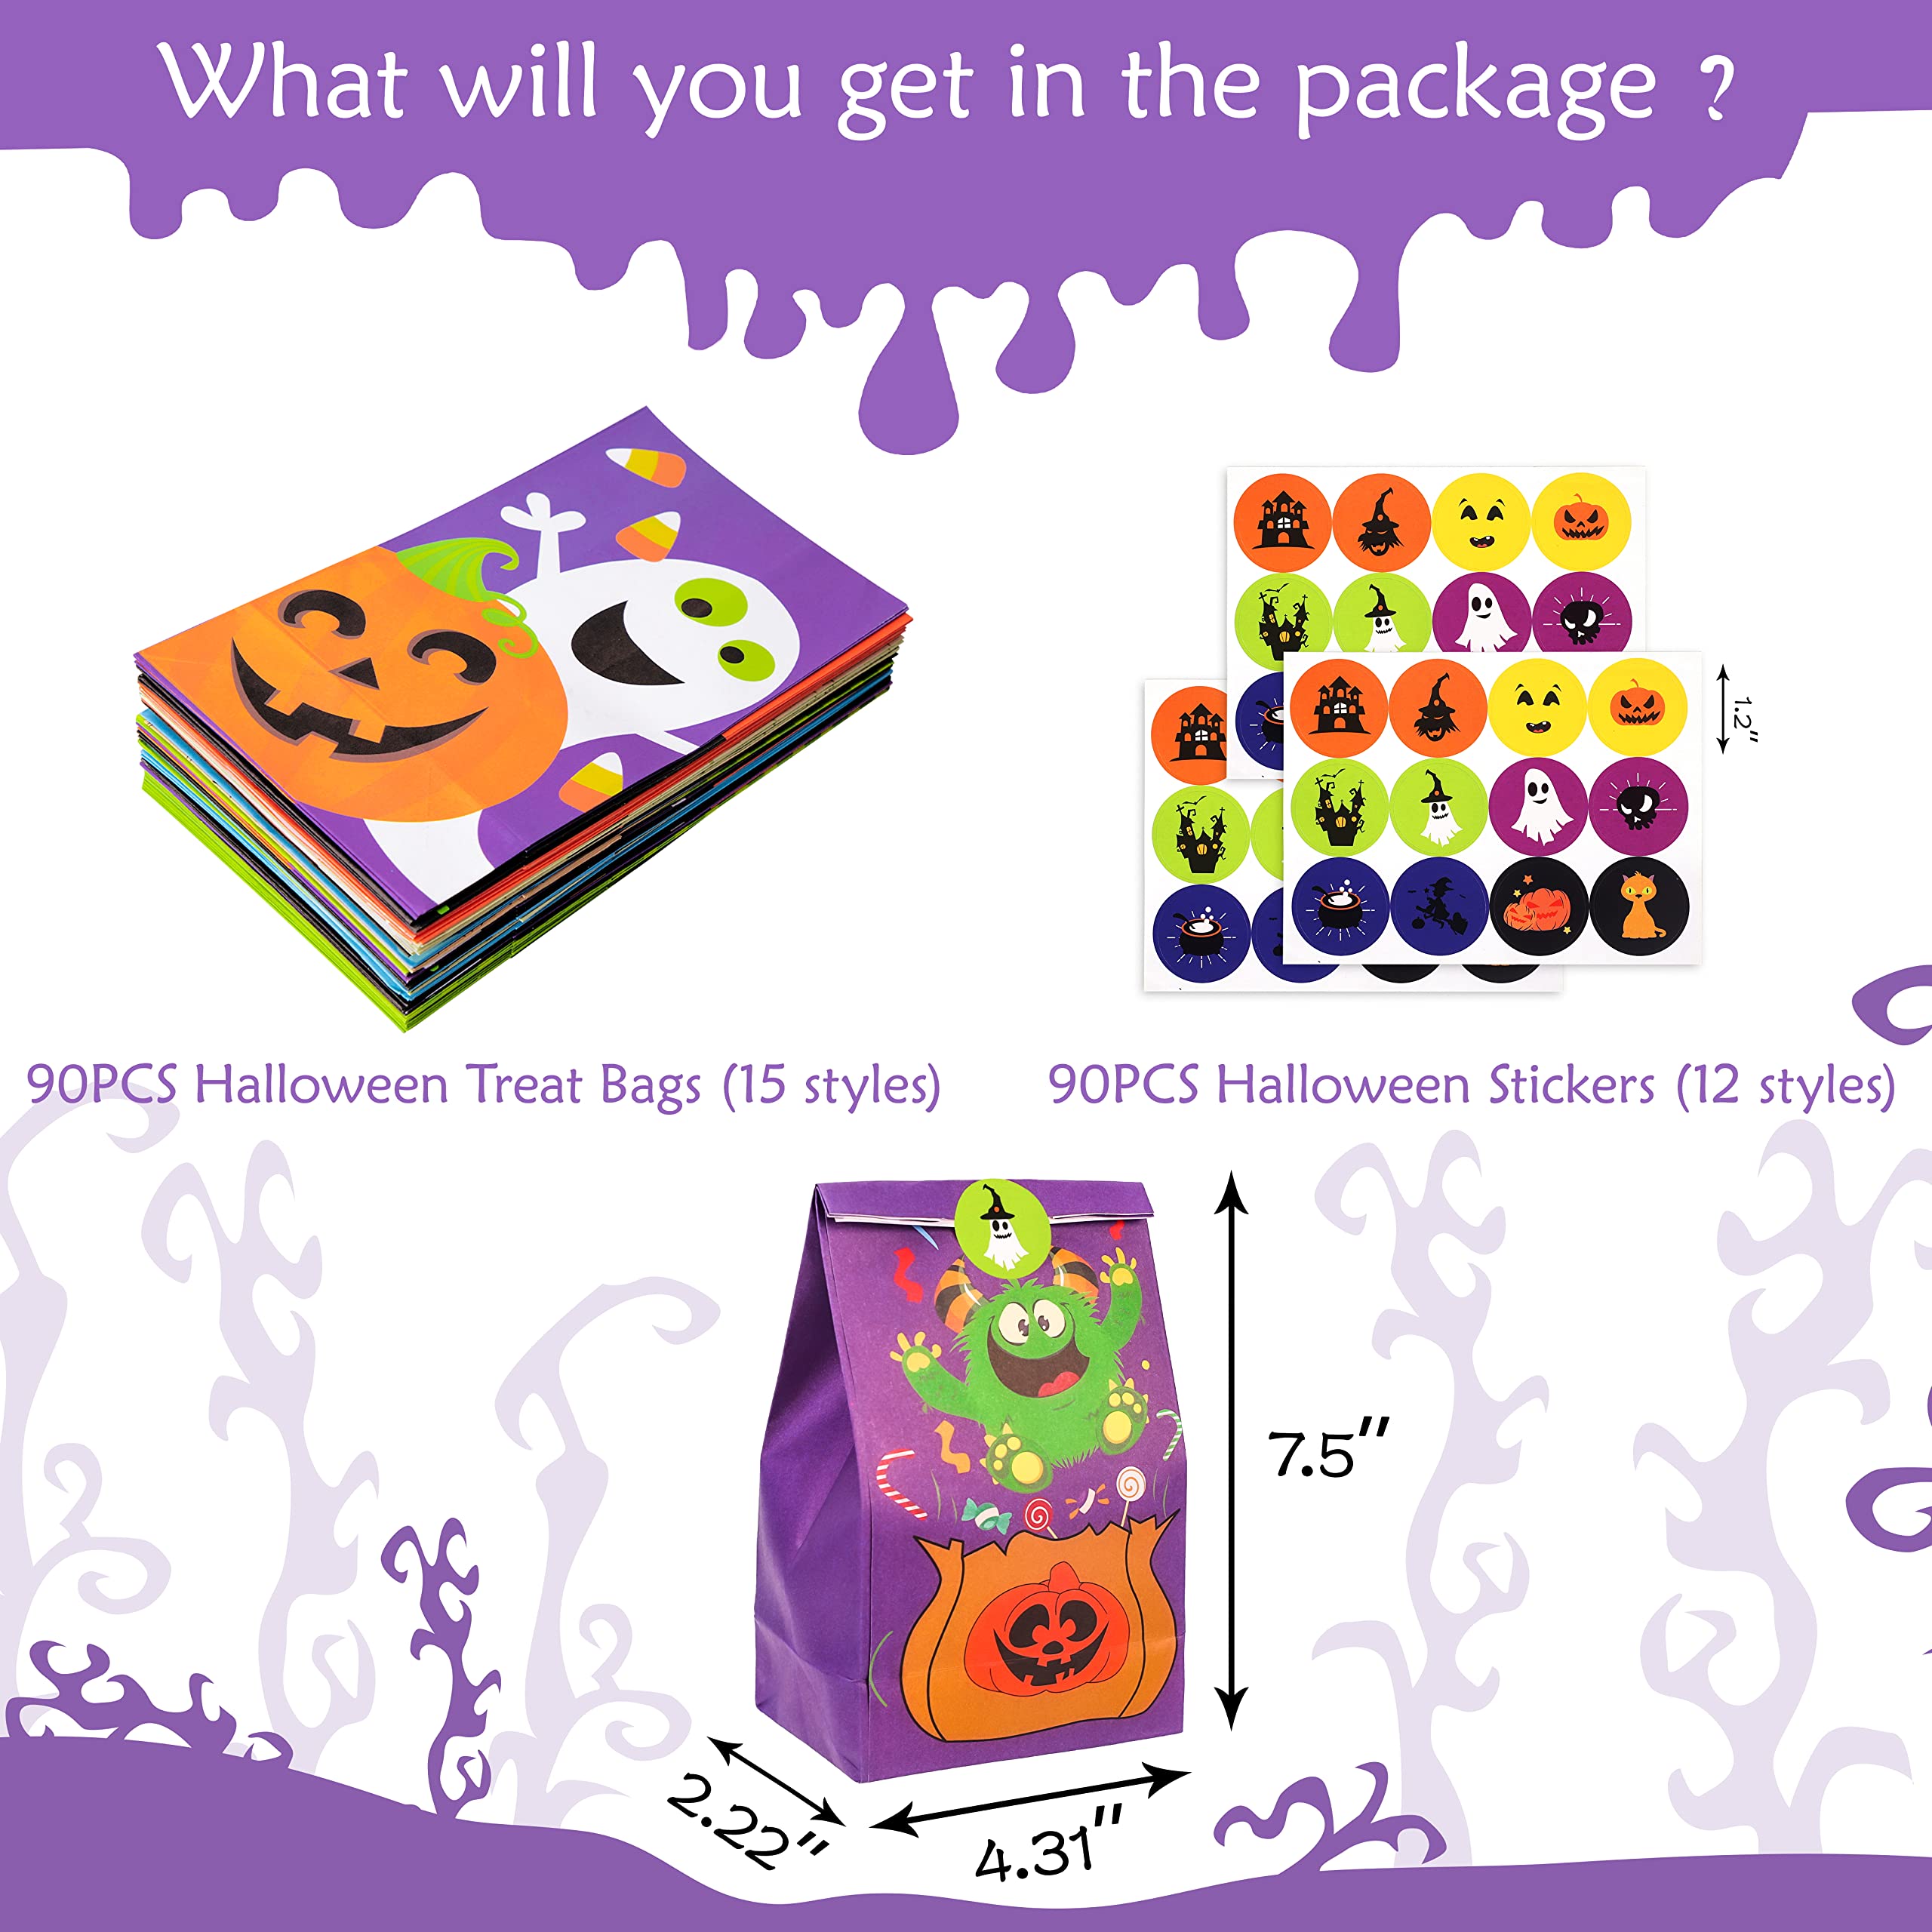 What will you get in the package ?
1.2"
90PCS Halloween Treat Bags (15 styles)
90PCS Halloween Stickers (12 styles)
7.5"
2.22"
4.31"